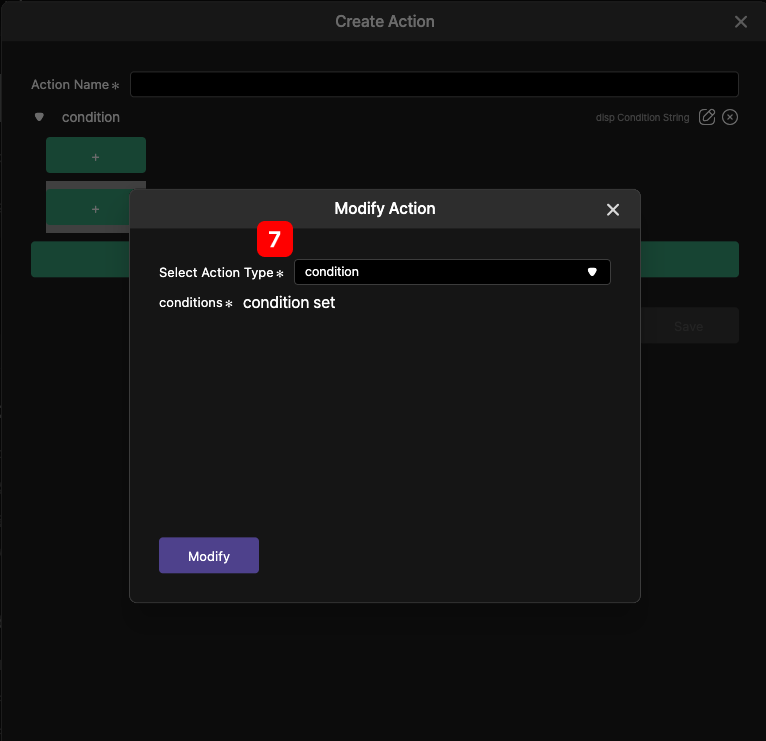 Create Action
Action Name*
condition
disp Condition String
+
+
Modify Action
7
Select Action Type* condition
conditions* condition set
Save
Modify